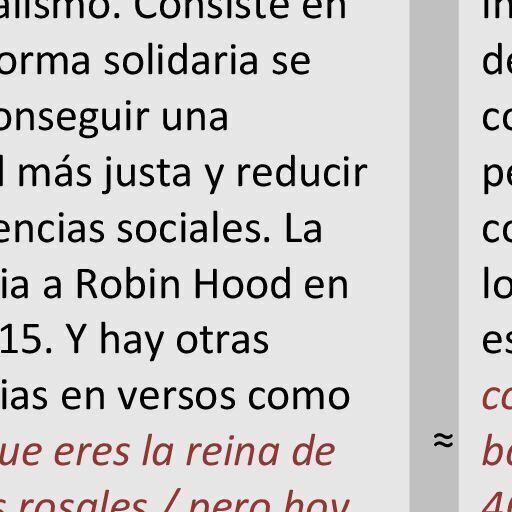 alismo. Consiste en
orma solidaria se
onseguir una
l más justa y reducir
encias sociales. La
ia a Robin Hood en
15. Y hay otras
ias en versos como
ue eres la reina de
s rosales / pero hoy
≈
in
de
co
pe
co
lo
es
co
ba
46